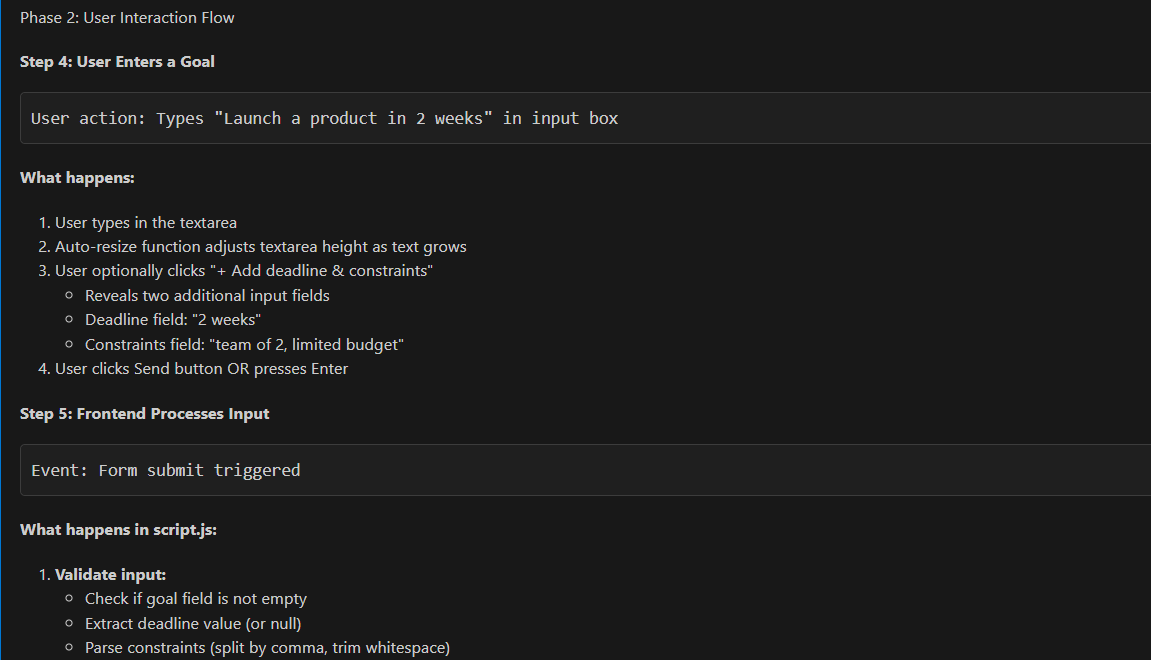 Phase 2: User Interaction Flow
Step 4: User Enters a Goal
User action: Types "Launch a product in 2 weeks" in input box
What happens:
1. User types in the textarea
2. Auto-resize function adjusts textarea height as text grows
3. User optionally clicks "+ Add deadline & constraints"
○ Reveals two additional input fields
○ Deadline field: "2 weeks"
○ Constraints field: "team of 2, limited budget"
4. User clicks Send button OR presses Enter
Step 5: Frontend Processes Input
Event: Form submit triggered
What happens in script.js:
1. Validate input:
○ Check if goal field is not empty
○ Extract deadline value (or null)
○ Parse constraints (split by comma, trim whitespace)